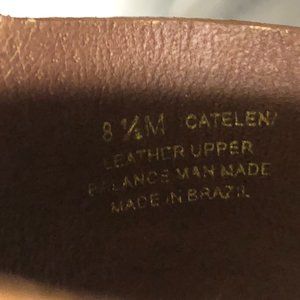 8 ½M CATELEN/
LEATHER UPPER
BALANCE MAN MADE
MADE IN BRAZIL